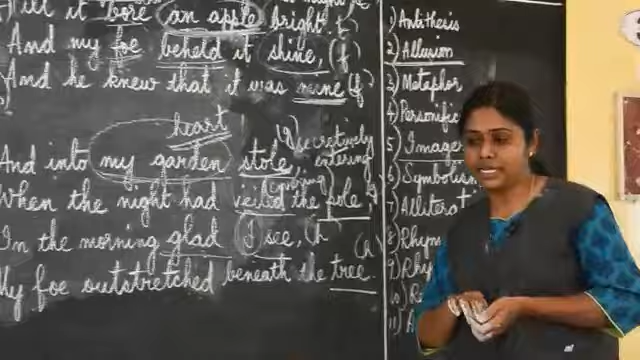 Till it bore an apple bright. (
And my foe beheld it shine, (f)
And he knew that it was mine (f)
heart
secretively
And into my garden stole, entering
When the night had veiled the pole,
In the morning glad I see, (h
(h)
My foe outstretched beneath the tree.
1) Antithesis
2) Allusion
3) Metaphor
4) Personific
5) Imager
6) Symbolism
7) Alliterat
8) Rhym
9) Rhy
10) R
11) A